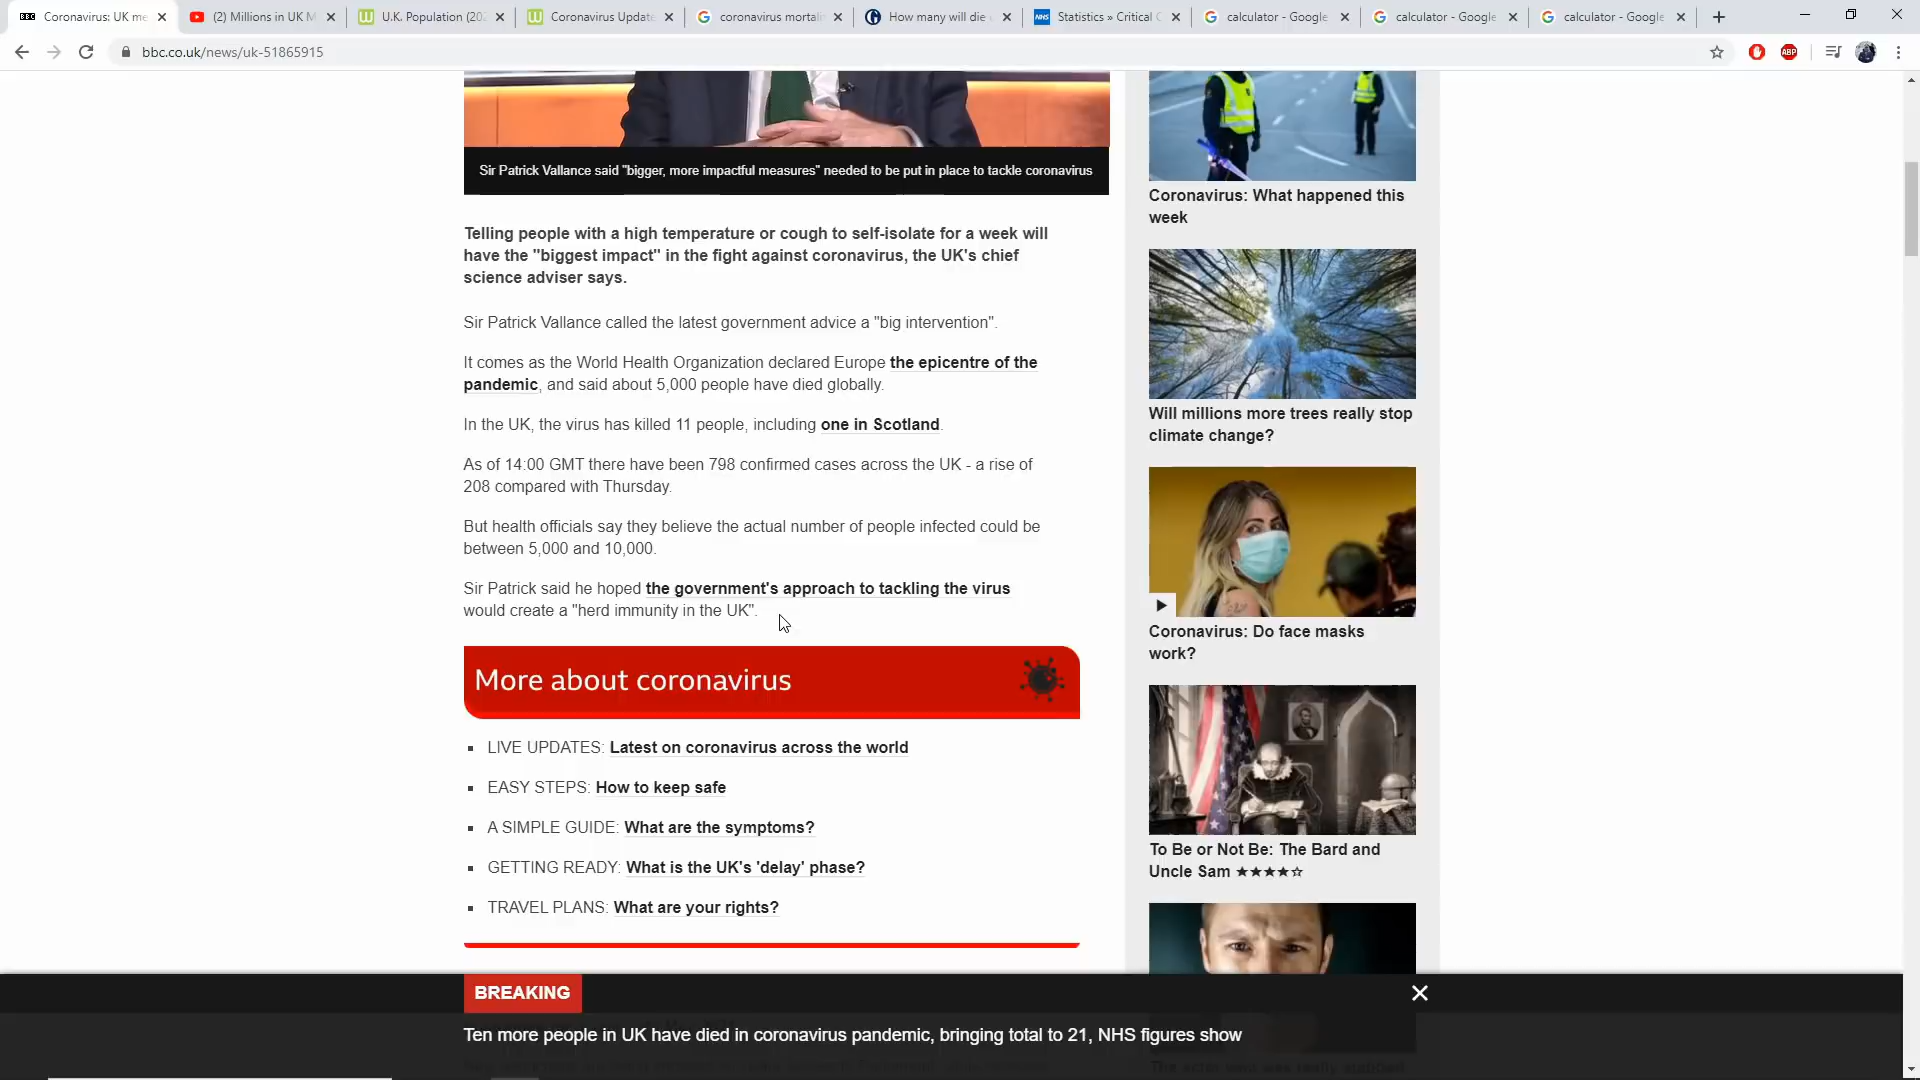 Coronavirus: UK me
(2) Millions in UK M
U.K. Population (202
Coronavirus Update
coronavirus mortali
How many will die
NHS
Statistics » Critical C
calculator - Google
calculator - Google
calculator - Google
bbc.co.uk/news/uk-51865915
ABP
Sir Patrick Vallance said "bigger, more impactful measures" needed to be put in place to tackle coronavirus
Telling people with a high temperature or cough to self-isolate for a week will
have the "biggest impact" in the fight against coronavirus, the UK's chief
science adviser says.
Sir Patrick Vallance called the latest government advice a "big intervention".
It comes as the World Health Organization declared Europe the epicentre of the
pandemic, and said about 5,000 people have died globally.
In the UK, the virus has killed 11 people, including one in Scotland.
As of 14:00 GMT there have been 798 confirmed cases across the UK - a rise of
208 compared with Thursday.
But health officials say they believe the actual number of people infected could be
between 5,000 and 10,000.
Sir Patrick said he hoped the government's approach to tackling the virus
would create a "herd immunity in the UK".
More about coronavirus
LIVE UPDATES: Latest on coronavirus across the world
EASY STEPS: How to keep safe
A SIMPLE GUIDE: What are the symptoms?
GETTING READY: What is the UK's 'delay' phase?
TRAVEL PLANS: What are your rights?
Coronavirus: What happened this
week
Will millions more trees really stop
climate change?
Coronavirus: Do face masks
work?
To Be or Not Be: The Bard and
Uncle Sam ★★★★☆
BREAKING
Ten more people in UK have died in coronavirus pandemic, bringing total to 21, NHS figures show